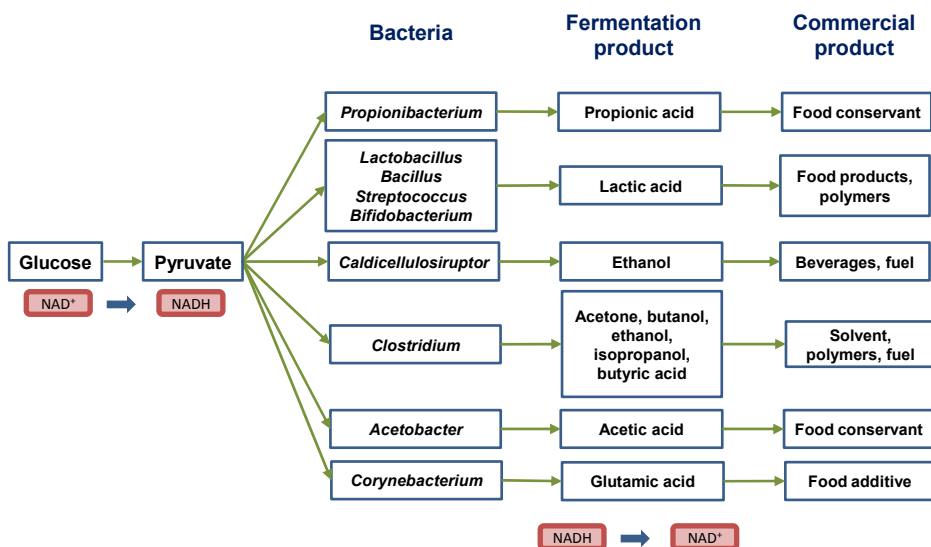 Bacteria
Fermentation
product
Commercial
product
Propionibacterium
Propionic acid
Food conservant
Lactobacillus
Bacillus
Streptococcus
Bifidobacterium
Lactic acid
Food products,
polymers
Glucose
Pyruvate
Caldicellulosiruptor
Ethanol
Beverages, fuel
NAD⁺
NADH
Clostridium
Acetone, butanol,
ethanol,
isopropanol,
butyric acid
Solvent,
polymers, fuel
Acetobacter
Acetic acid
Food conservant
Corynebacterium
Glutamic acid
Food additive
NADH
NAD⁺